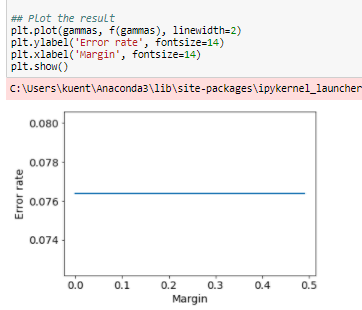 ## Plot the result
plt.plot(gammas, f(gammas), linewidth=2)
plt.ylabel('Error rate', fontsize=14)
plt.xlabel('Margin', fontsize=14)
plt.show()
C:\Users\kuent\Anaconda3\lib\site-packages\ipykernel_launcher
0.080
0.078
0.076
0.074
Error rate
0.0 0.1 0.2 0.3 0.4 0.5
Margin